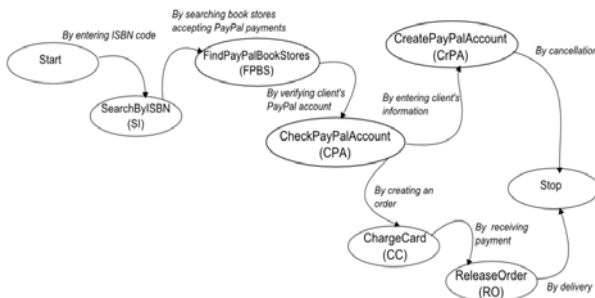 By searching book stores
accepting PayPal payments
By entering ISBN code
Start
FindPayPalBookStores
(FPBS)
CreatePayPalAccount
(CrPA)
By cancellation
SearchByISBN
(SI)
By verifying client's
PayPal account
By entering client's
information
CheckPayPalAccount
(CPA)
By creating an
order
Stop
ChargeCard
(CC)
By receiving
payment
ReleaseOrder
(RO)
By delivery